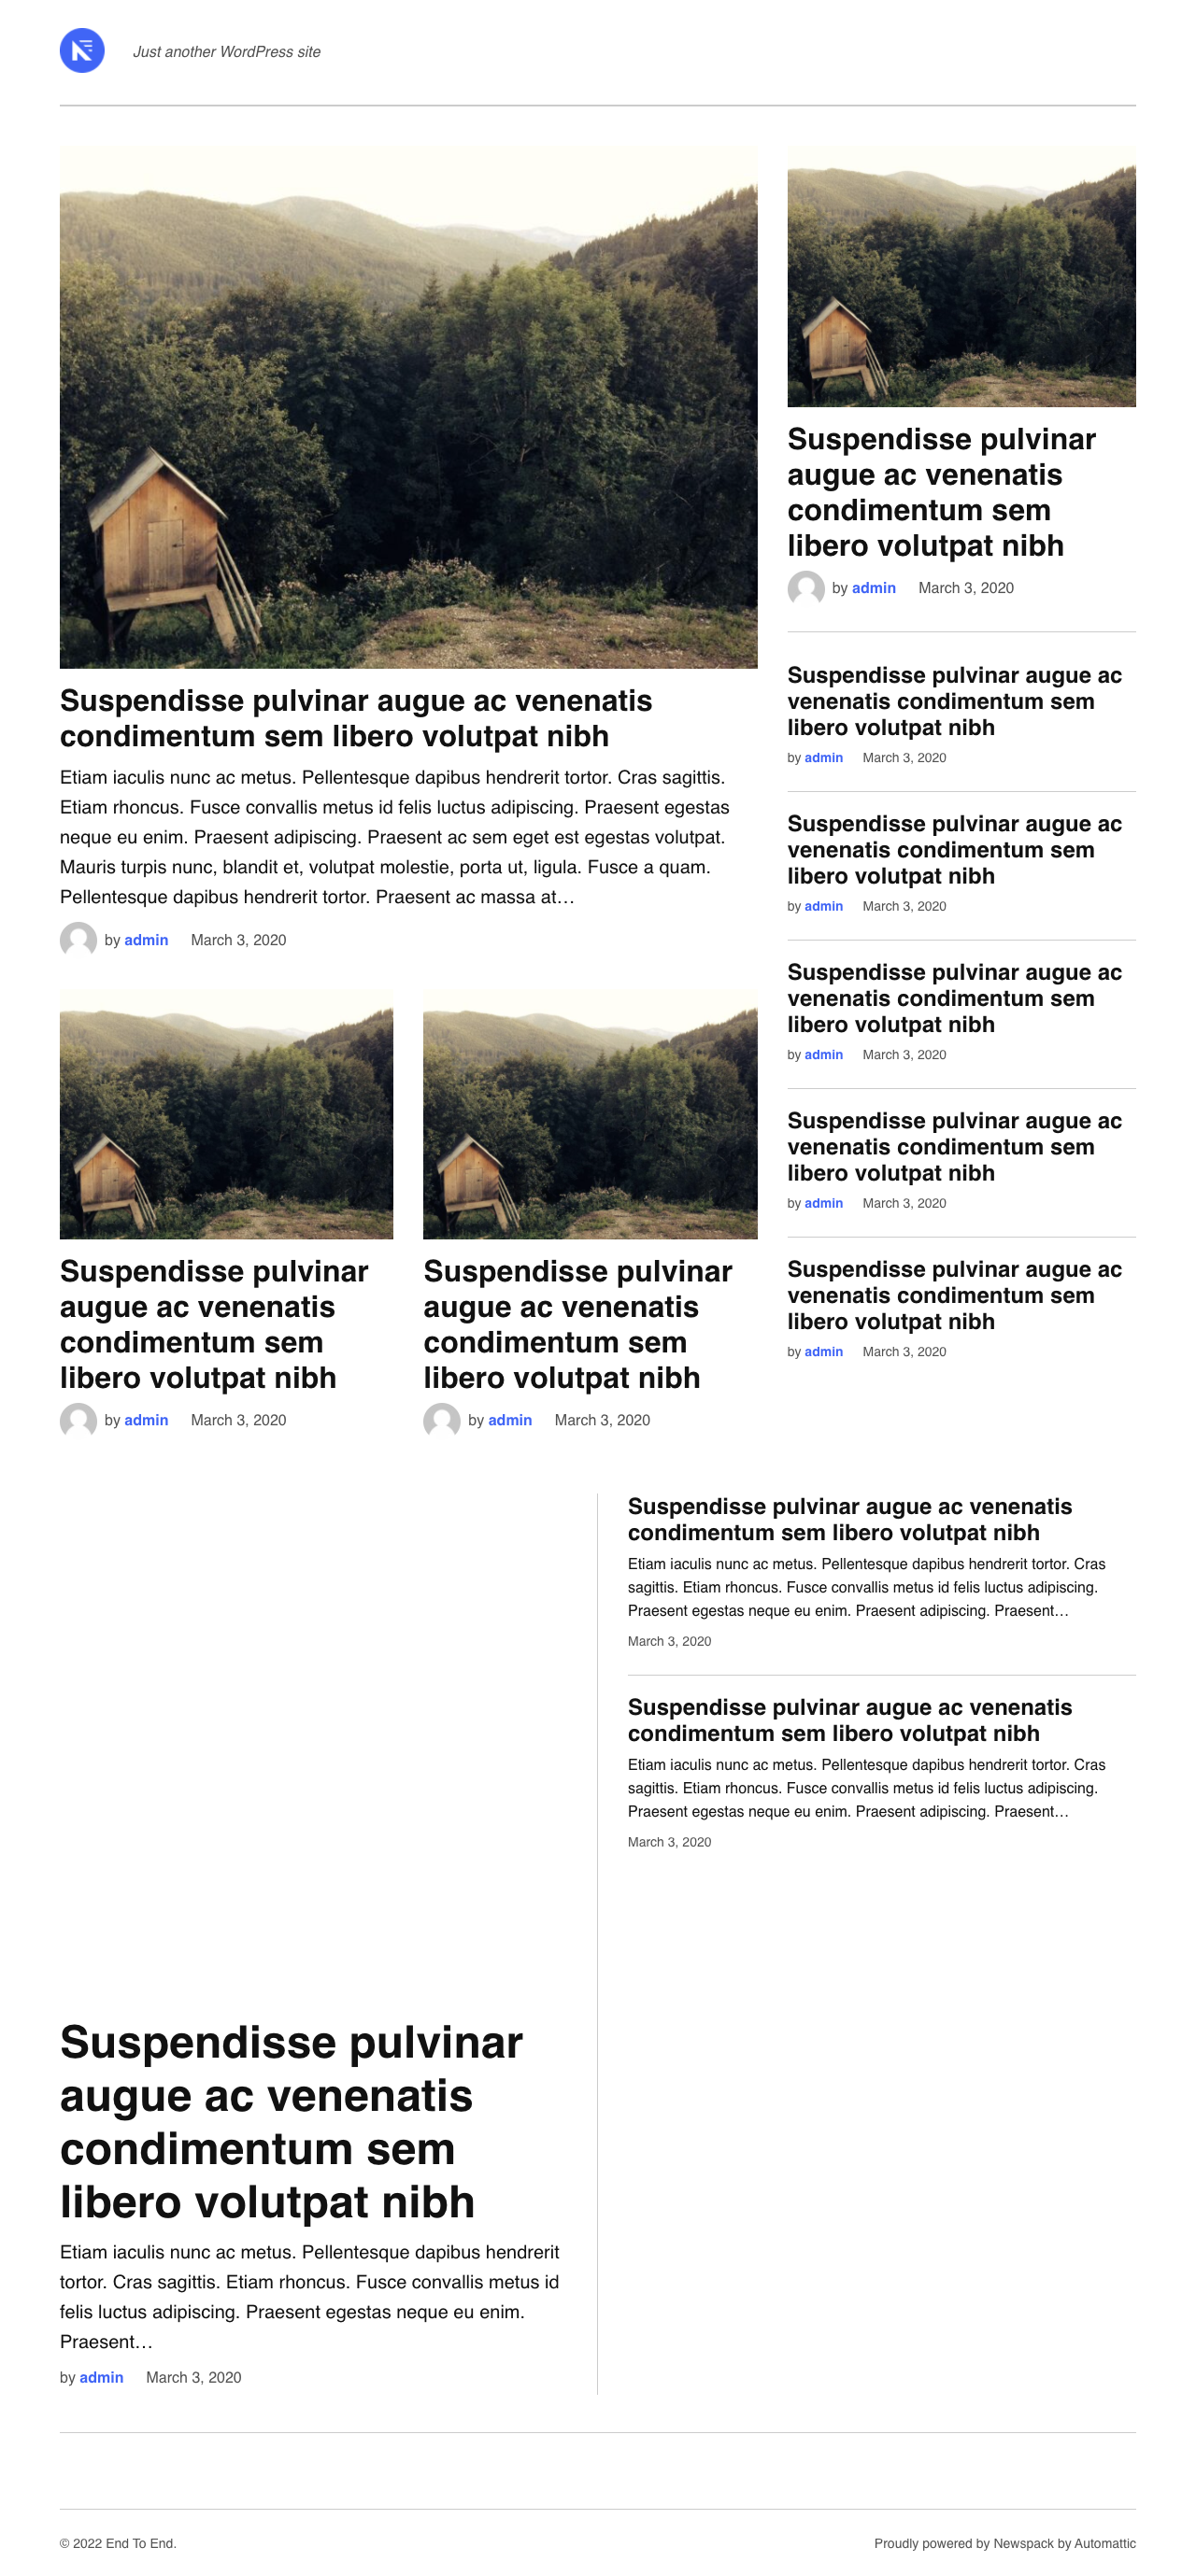 Just another WordPress site
Suspendisse pulvinar augue ac venenatis
condimentum sem libero volutpat nibh
Etiam iaculis nunc ac metus. Pellentesque dapibus hendrerit tortor. Cras sagittis.
Etiam rhoncus. Fusce convallis metus id felis luctus adipiscing. Praesent egestas
neque eu enim. Praesent adipiscing. Praesent ac sem eget est egestas volutpat.
Mauris turpis nunc, blandit et, volutpat molestie, porta ut, ligula. Fusce a quam.
Pellentesque dapibus hendrerit tortor. Praesent ac massa at…
by admin March 3, 2020
Suspendisse pulvinar
augue ac venenatis
condimentum sem
libero volutpat nibh
by admin March 3, 2020
Suspendisse pulvinar
augue ac venenatis
condimentum sem
libero volutpat nibh
by admin March 3, 2020
Suspendisse pulvinar
augue ac venenatis
condimentum sem
libero volutpat nibh
by admin March 3, 2020
Suspendisse pulvinar augue ac
venenatis condimentum sem
libero volutpat nibh
by admin March 3, 2020
Suspendisse pulvinar augue ac
venenatis condimentum sem
libero volutpat nibh
by admin March 3, 2020
Suspendisse pulvinar augue ac
venenatis condimentum sem
libero volutpat nibh
by admin March 3, 2020
Suspendisse pulvinar augue ac
venenatis condimentum sem
libero volutpat nibh
by admin March 3, 2020
Suspendisse pulvinar augue ac
venenatis condimentum sem
libero volutpat nibh
by admin March 3, 2020
Suspendisse pulvinar
augue ac venenatis
condimentum sem
libero volutpat nibh
Etiam iaculis nunc ac metus. Pellentesque dapibus hendrerit
tortor. Cras sagittis. Etiam rhoncus. Fusce convallis metus id
felis luctus adipiscing. Praesent egestas neque eu enim.
Praesent…
by admin March 3, 2020
Suspendisse pulvinar augue ac venenatis
condimentum sem libero volutpat nibh
Etiam iaculis nunc ac metus. Pellentesque dapibus hendrerit tortor. Cras
sagittis. Etiam rhoncus. Fusce convallis metus id felis luctus adipiscing.
Praesent egestas neque eu enim. Praesent adipiscing. Praesent…
March 3, 2020
Suspendisse pulvinar augue ac venenatis
condimentum sem libero volutpat nibh
Etiam iaculis nunc ac metus. Pellentesque dapibus hendrerit tortor. Cras
sagittis. Etiam rhoncus. Fusce convallis metus id felis luctus adipiscing.
Praesent egestas neque eu enim. Praesent adipiscing. Praesent…
March 3, 2020
© 2022 End To End.
Proudly powered by Newspack by Automattic